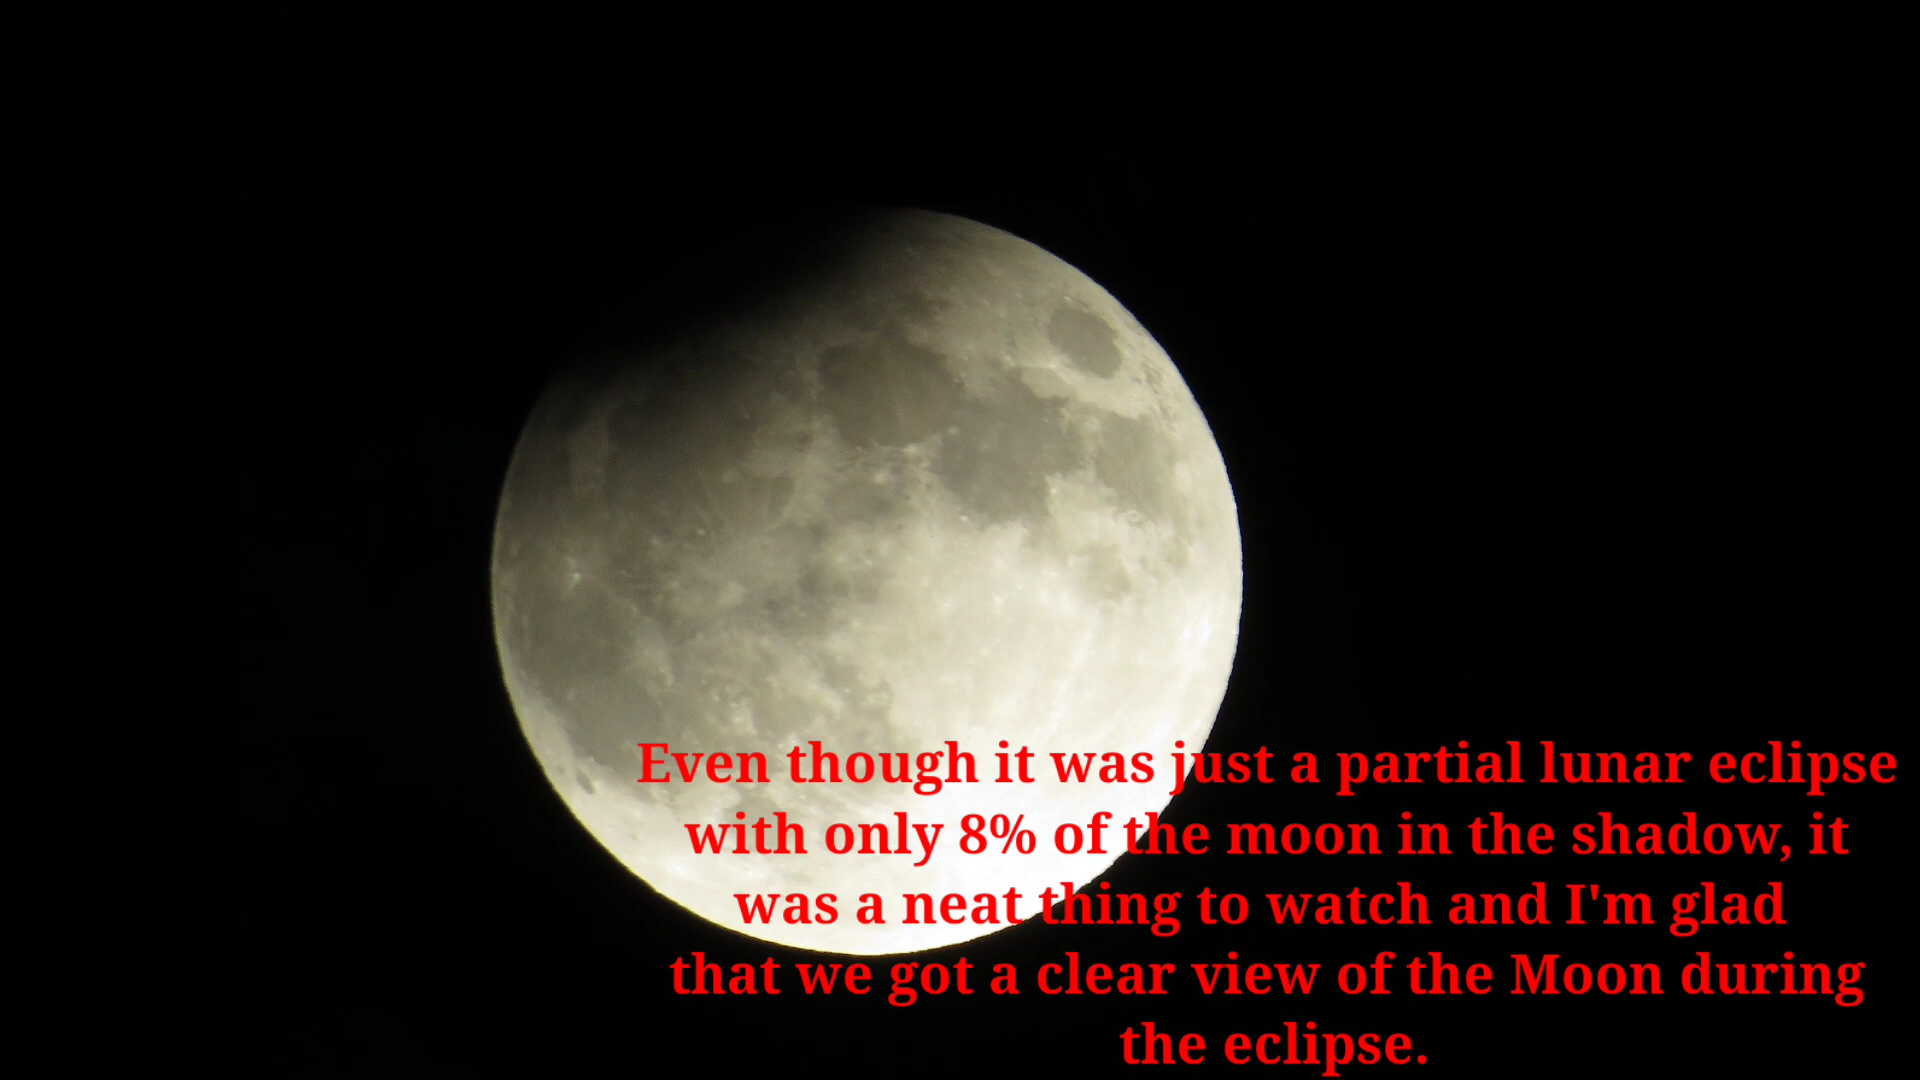 Even though it was just a partial lunar eclipse
with only 8% of the moon in the shadow, it
was a neat thing to watch and I'm glad
that we got a clear view of the Moon during
the eclipse.